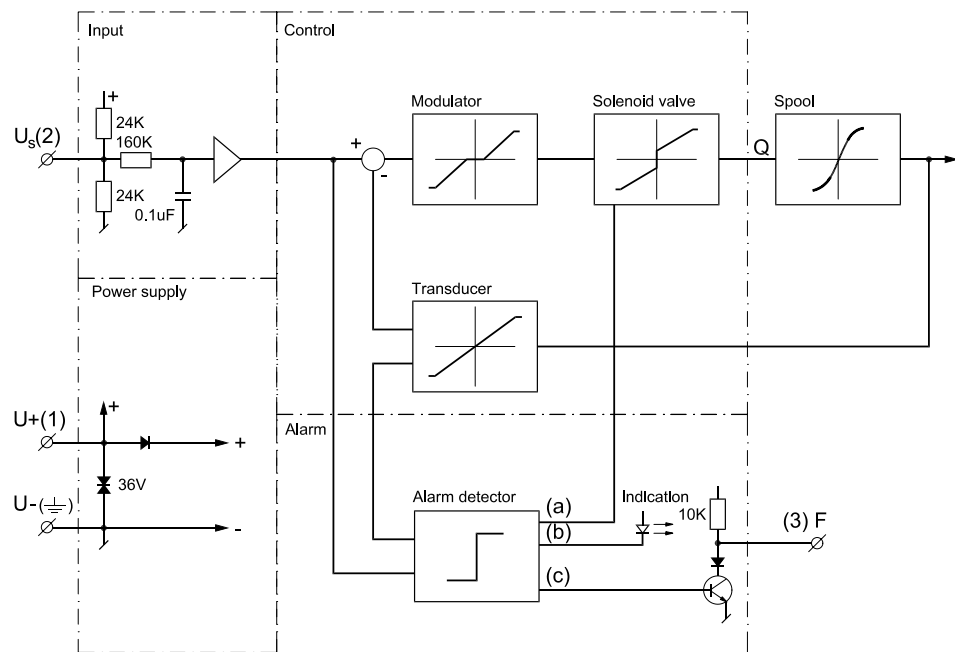 Input
Control
Modulator
Solenoid valve
Spool
+
24K
Us(2)
160K
+
-
Q
24K
0.1uF
Power supply
Transducer
+
U+(1)
+
Alarm
36V
Alarm detector
Indication
U-(⏚)
-
(a)
10K
(3) F
(b)
(c)